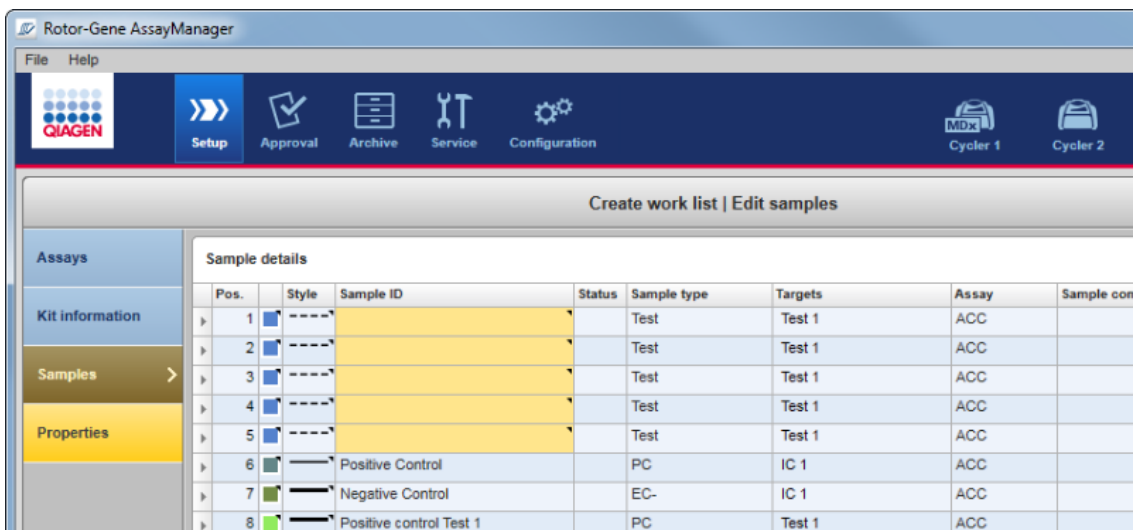 Rotor-Gene AssayManager
File Help
QIAGEN
Setup Approval Archive Service Configuration MDx Cycler 1 Cycler 2
Create work list | Edit samples
Assays
Kit information
Samples
Properties
Sample details
Pos. Style Sample ID Status Sample type Targets Assay Sample con
1 Test Test 1 ACC
2 Test Test 1 ACC
3 Test Test 1 ACC
4 Test Test 1 ACC
5 Test Test 1 ACC
6 Positive Control PC IC 1 ACC
7 Negative Control EC- IC 1 ACC
8 Positive control Test 1 PC Test 1 ACC